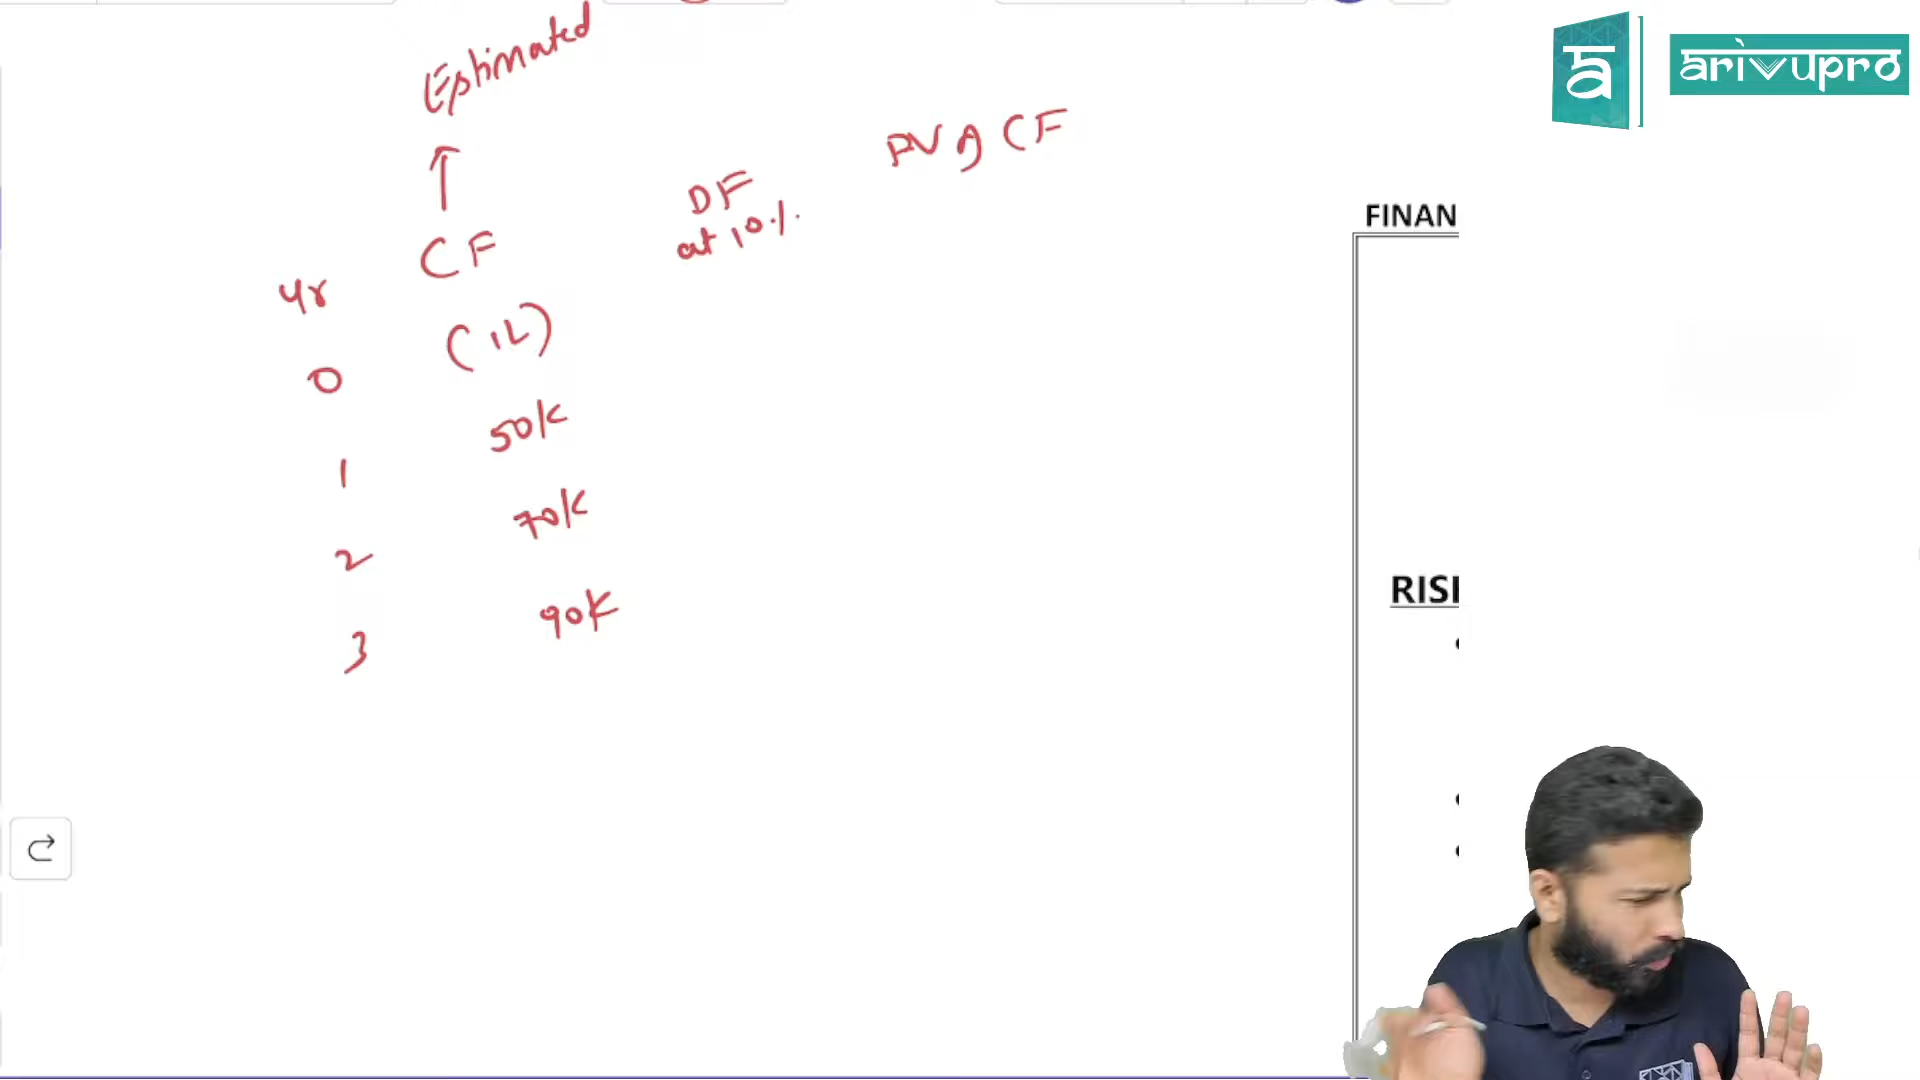 Estimated
arivupro
PV of CF
DF
at 10%
FINAN
CF
Yr
(1L)
0
50K
1
70K
2
RISK
90K
3